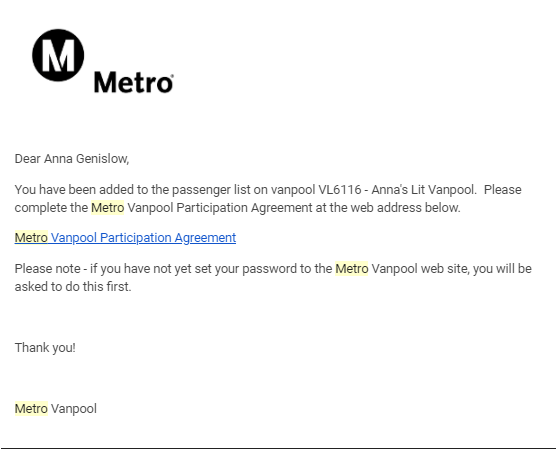 M
Metro
Dear Anna Genislow,
You have been added to the passenger list on vanpool VL6116 - Anna's Lit Vanpool.  Please
complete the Metro Vanpool Participation Agreement at the web address below.
Metro Vanpool Participation Agreement
Please note - if you have not yet set your password to the Metro Vanpool web site, you will be
asked to do this first.
Thank you!
Metro Vanpool